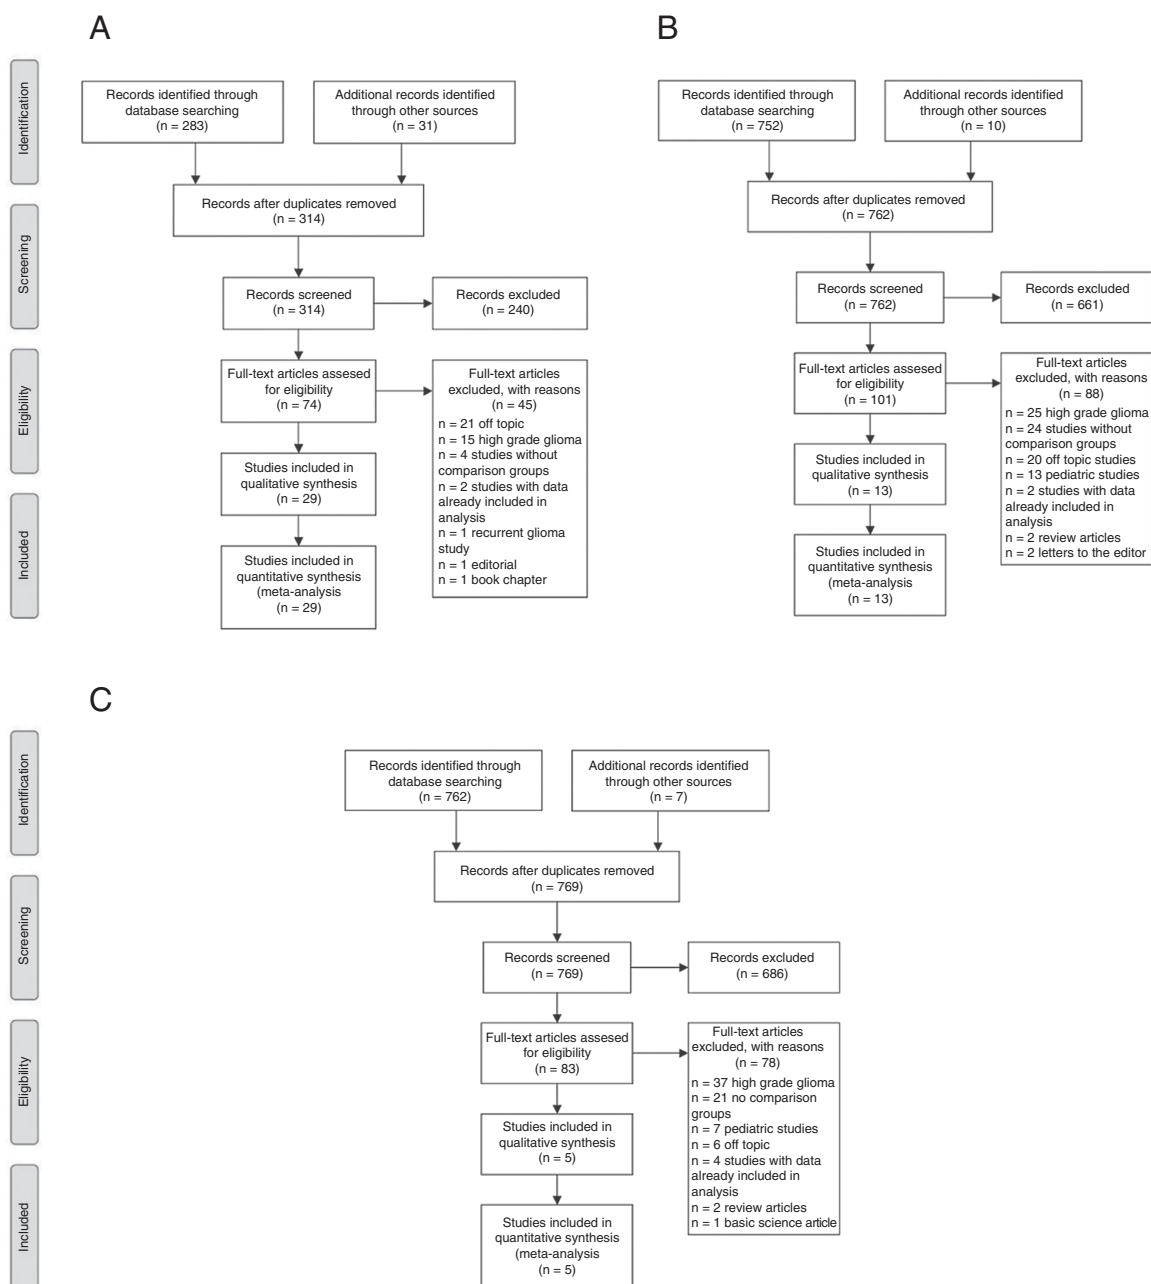 A
Identification
Screening
Eligibility
Included
Records identified through
database searching
(n = 283)
Additional records identified
through other sources
(n = 31)
Records after duplicates removed
(n = 314)
Records screened
(n = 314)
Records excluded
(n = 240)
Full-text articles assesed
for eligibility
(n = 74)
Full-text articles
excluded, with reasons
(n = 45)
n = 21 off topic
n = 15 high grade glioma
n = 4 studies without
comparison groups
n = 2 studies with data
already included in
analysis
n = 1 recurrent glioma
study
n = 1 editorial
n = 1 book chapter
Studies included in
qualitative synthesis
(n = 29)
Studies included in
quantitative synthesis
(meta-analysis
(n = 29)
B
Records identified through
database searching
(n = 752)
Additional records identified
through other sources
(n = 10)
Records after duplicates removed
(n = 762)
Records screened
(n = 762)
Records excluded
(n = 661)
Full-text articles assesed
for eligibility
(n = 101)
Full-text articles
excluded, with reasons
(n = 88)
n = 25 high grade glioma
n = 24 studies without
comparison groups
n = 20 off topic studies
n = 13 pediatric studies
n = 2 studies with data
already included in
analysis
n = 2 review articles
n = 2 letters to the editor
Studies included in
qualitative synthesis
(n = 13)
Studies included in
quantitative synthesis
(meta-analysis
(n = 13)
C
Identification
Screening
Eligibility
Included
Records identified through
database searching
(n = 762)
Additional records identified
through other sources
(n = 7)
Records after duplicates removed
(n = 769)
Records screened
(n = 769)
Records excluded
(n = 686)
Full-text articles assesed
for eligibility
(n = 83)
Full-text articles
excluded, with reasons
(n = 78)
n = 37 high grade glioma
n = 21 no comparison
groups
n = 7 pediatric studies
n = 6 off topic
n = 4 studies with data
already included in
analysis
n = 2 review articles
n = 1 basic science article
Studies included in
qualitative synthesis
(n = 5)
Studies included in
quantitative synthesis
(meta-analysis
(n = 5)